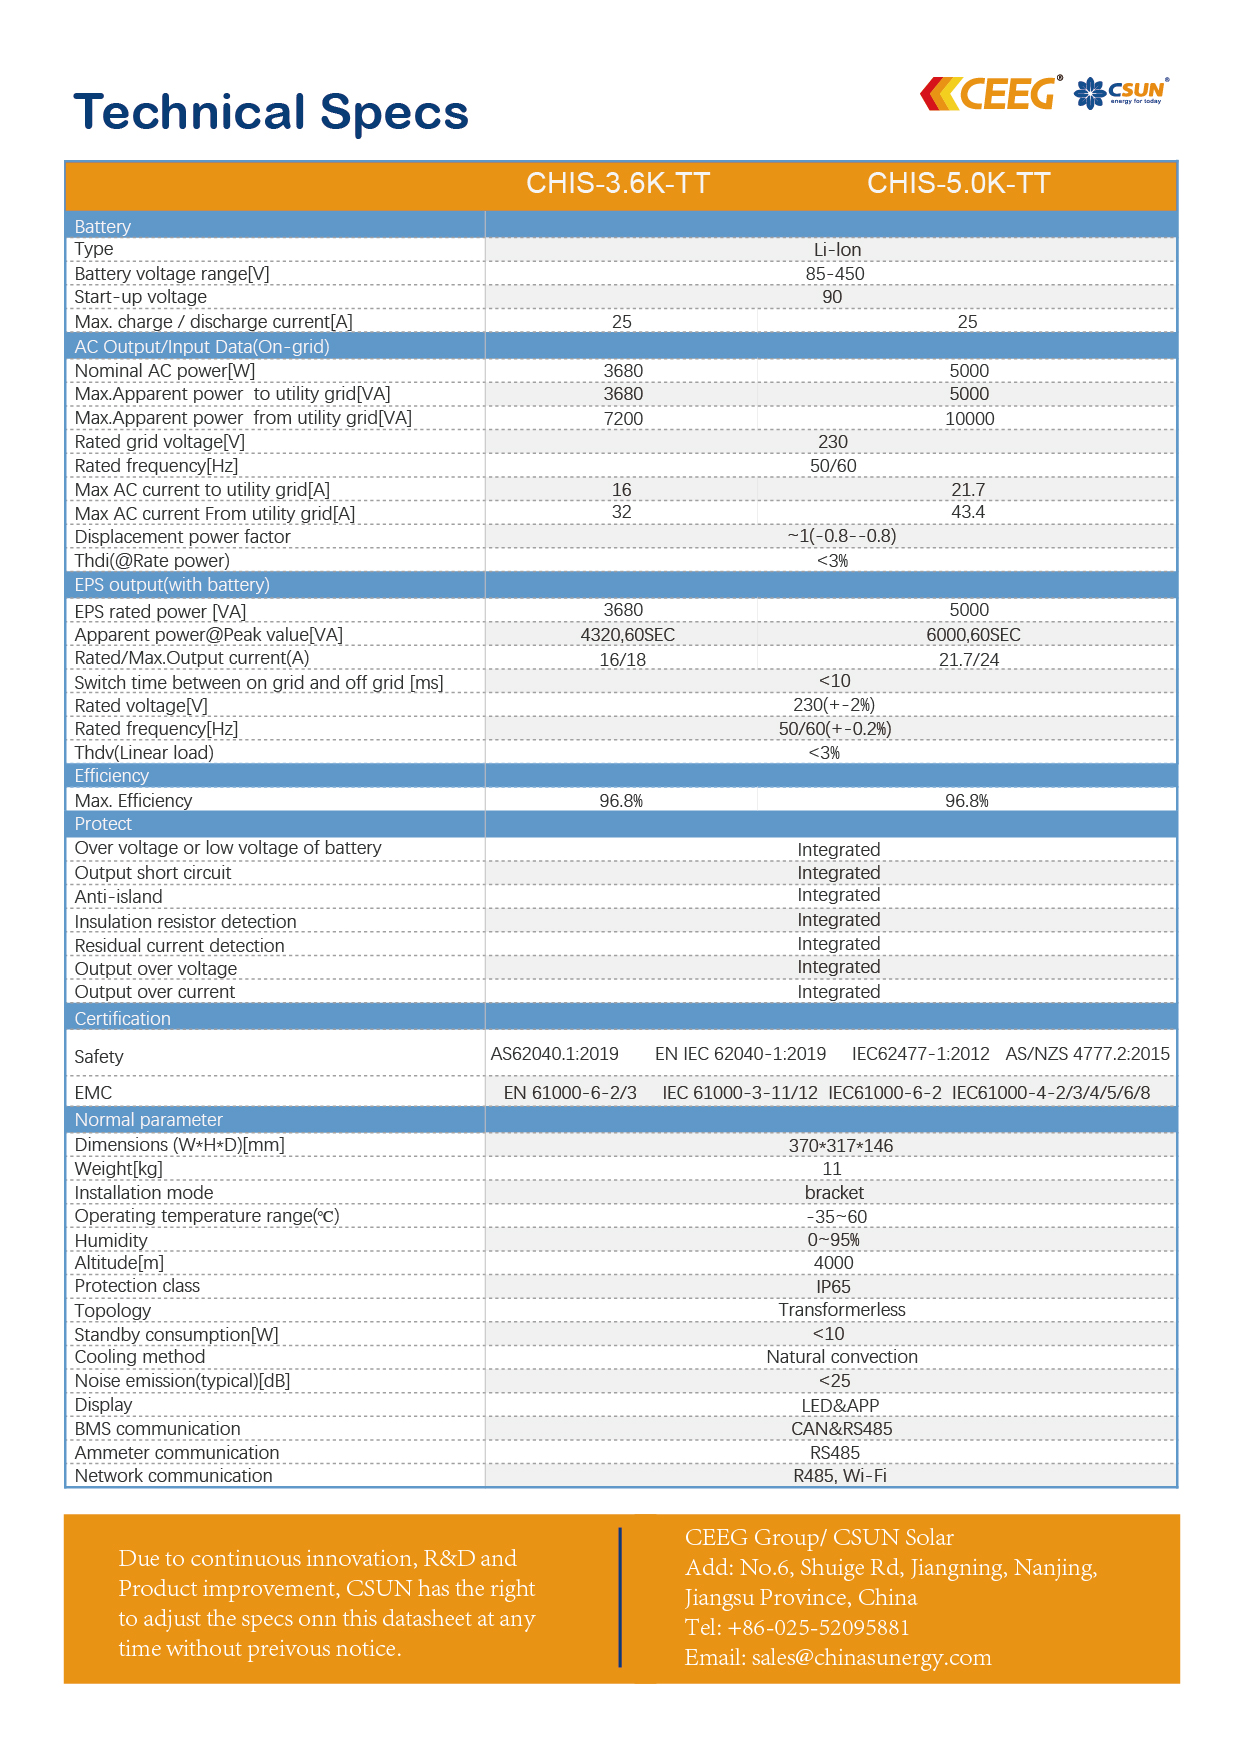 Technical Specs
CEEG® CSUN®
energy for today
CHIS-3.6K-TT CHIS-5.0K-TT
Battery
Type Li-Ion
Battery voltage range[V] 85-450
Start-up voltage 90
Max. charge / discharge current[A] 25 25
AC Output/Input Data(On-grid)
Nominal AC power[W] 3680 5000
Max.Apparent power to utility grid[VA] 3680 5000
Max.Apparent power from utility grid[VA] 7200 10000
Rated grid voltage[V] 230
Rated frequency[Hz] 50/60
Max AC current to utility grid[A] 16 21.7
Max AC current From utility grid[A] 32 43.4
Displacement power factor ~1(-0.8--0.8)
Thdi(@Rate power) <3%
EPS output(with battery)
EPS rated power [VA] 3680 5000
Apparent power@Peak value[VA] 4320,60SEC 6000,60SEC
Rated/Max.Output current(A) 16/18 21.7/24
Switch time between on grid and off grid [ms] <10
Rated voltage[V] 230(+-2%)
Rated frequency[Hz] 50/60(+-0.2%)
Thdv(Linear load) <3%
Efficiency
Max. Efficiency 96.8% 96.8%
Protect
Over voltage or low voltage of battery Integrated
Output short circuit Integrated
Anti-island Integrated
Insulation resistor detection Integrated
Residual current detection Integrated
Output over voltage Integrated
Output over current Integrated
Certification
Safety AS62040.1:2019 EN IEC 62040-1:2019 IEC62477-1:2012 AS/NZS 4777.2:2015
EMC EN 61000-6-2/3 IEC 61000-3-11/12 IEC61000-6-2 IEC61000-4-2/3/4/5/6/8
Normal parameter
Dimensions (W*H*D)[mm] 370*317*146
Weight[kg] 11
Installation mode bracket
Operating temperature range(℃) -35~60
Humidity 0~95%
Altitude[m] 4000
Protection class IP65
Topology Transformerless
Standby consumption[W] <10
Cooling method Natural convection
Noise emission(typical)[dB] <25
Display LED&APP
BMS communication CAN&RS485
Ammeter communication RS485
Network communication R485, Wi-Fi
Due to continuous innovation, R&D and
Product improvement, CSUN has the right
to adjust the specs onn this datasheet at any
time without preivous notice.
CEEG Group/ CSUN Solar
Add: No.6, Shuige Rd, Jiangning, Nanjing,
Jiangsu Province, China
Tel: +86-025-52095881
Email: sales@chinasunergy.com